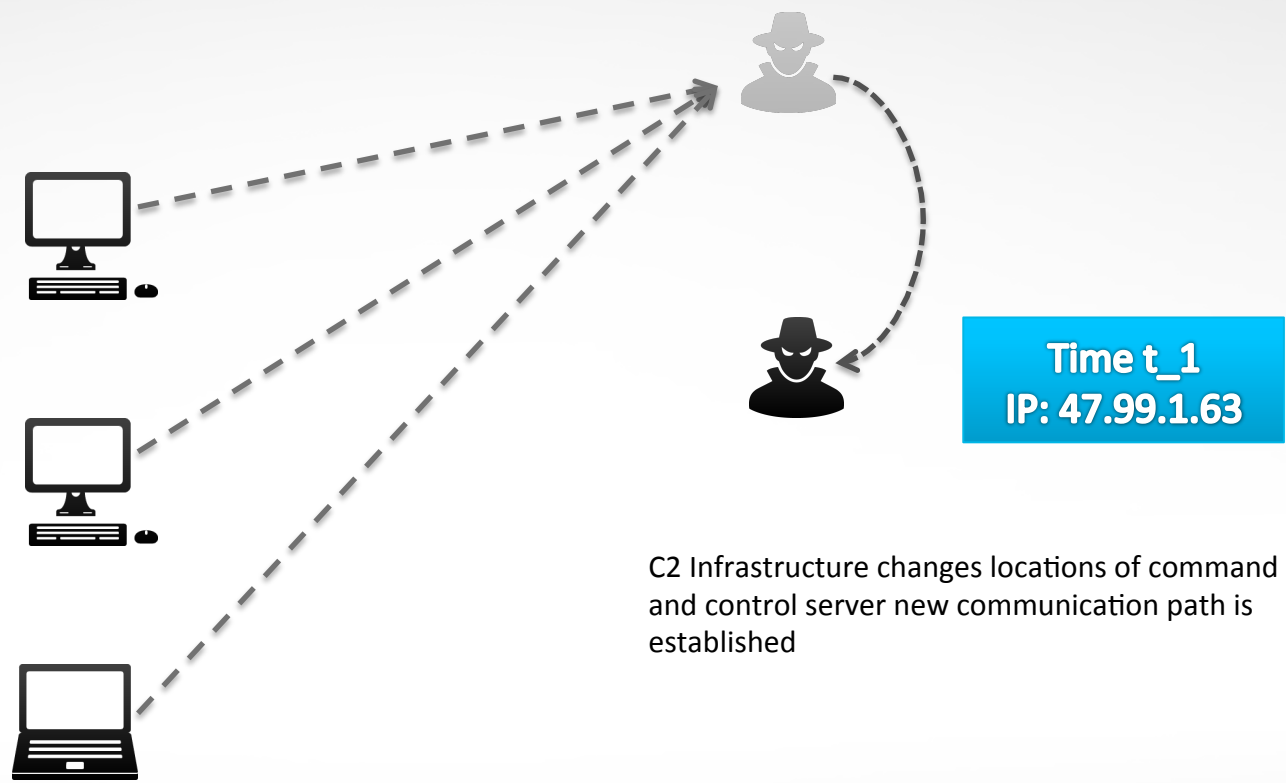 Time t_1
IP: 47.99.1.63
C2 Infrastructure changes locations of command
and control server new communication path is
established